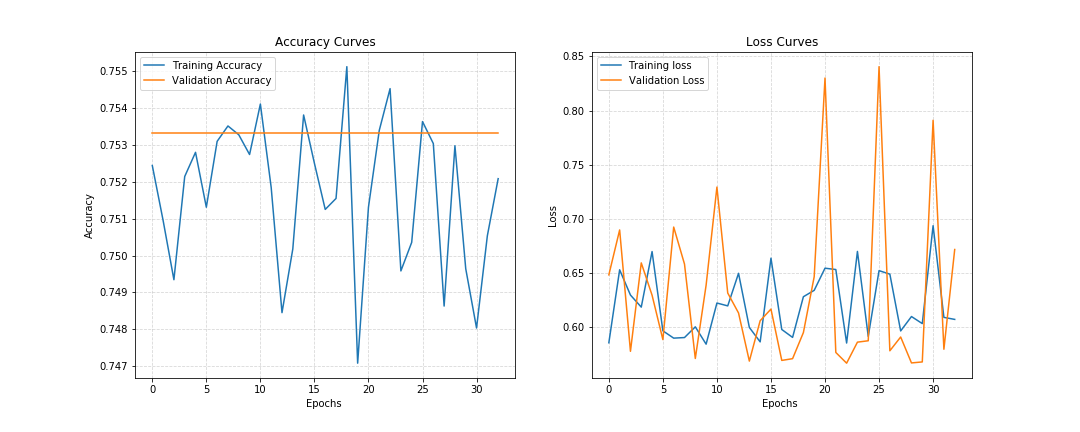 Accuracy Curves
Training Accuracy
Validation Accuracy
0.755
0.754
0.753
0.752
0.751
0.750
0.749
0.748
0.747
Accuracy
0 5 10 15 20 25 30
Epochs
Loss Curves
Training loss
Validation Loss
0.85
0.80
0.75
0.70
0.65
0.60
Loss
0 5 10 15 20 25 30
Epochs